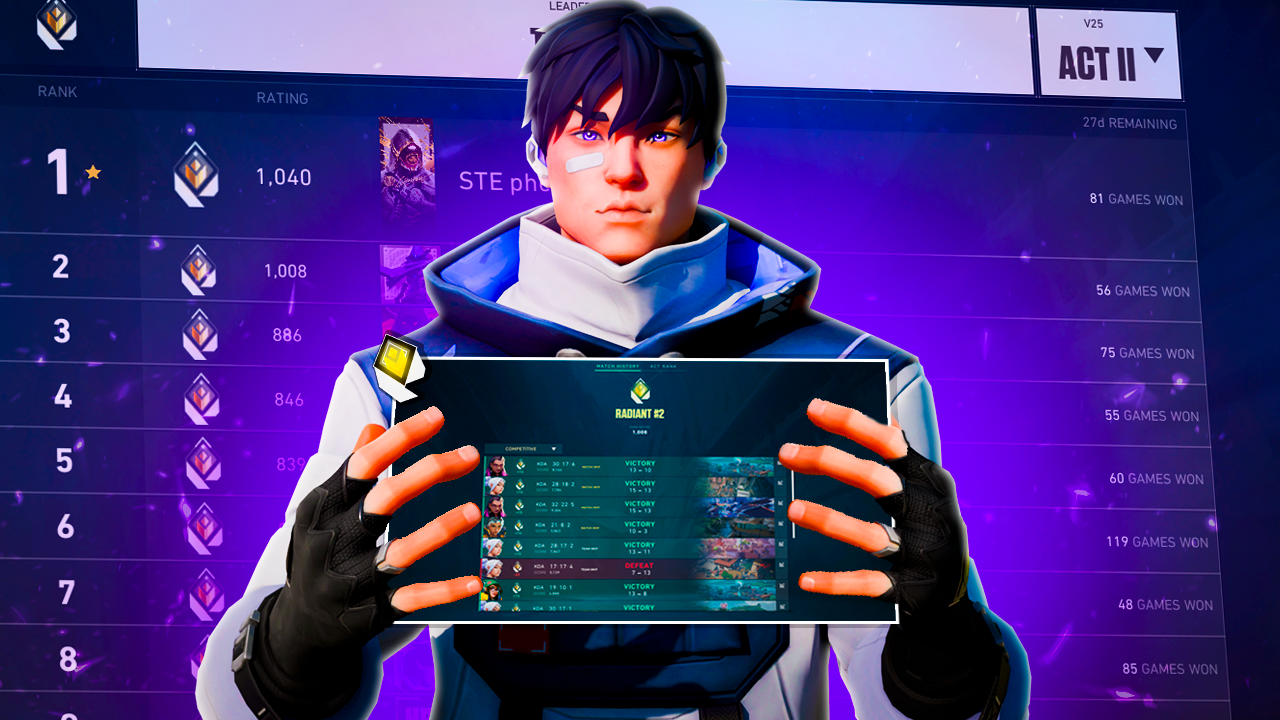 LEADE
V25
ACT II
RANK
RATING
27d REMAINING
1
1,040
STE pho
81 GAMES WON
2
1,008
56 GAMES WON
3
886
75 GAMES WON
4
846
55 GAMES WON
5
839
60 GAMES WON
6
119 GAMES WON
7
48 GAMES WON
8
85 GAMES WON
MATCH HISTORY ACT RANK
RADIANT #2
1,008
COMPETITIVE
KDA 30 17 6 VICTORY
13 - 10
KDA 28 18 2 VICTORY
15 - 13
KDA 32 22 5 VICTORY
15 - 13
KDA 21 8 2 VICTORY
10 - 3
KDA 28 17 2 VICTORY
13 - 11
KDA 17 17 4 DEFEAT
7 - 13
KDA 19 10 1 VICTORY
13 - 8
KDA 30 17 1 VICTORY